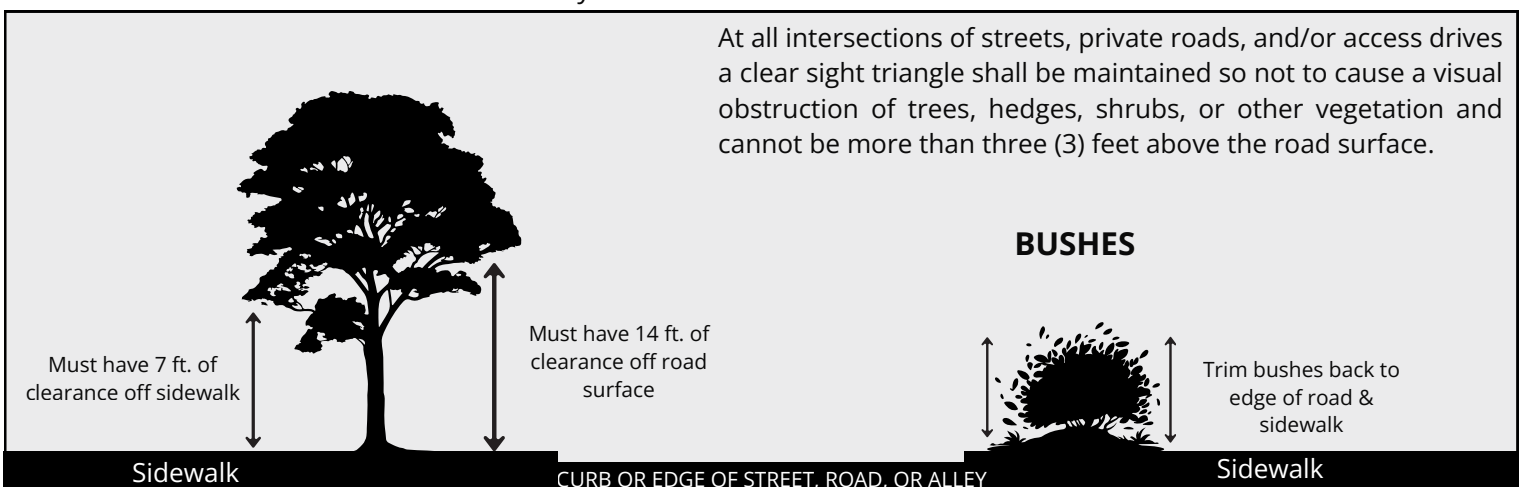 At all intersections of streets, private roads, and/or access drives
a clear sight triangle shall be maintained so not to cause a visual
obstruction of trees, hedges, shrubs, or other vegetation and
cannot be more than three (3) feet above the road surface.
BUSHES
Must have 7 ft. of
clearance off sidewalk
Must have 14 ft. of
clearance off road
surface
Trim bushes back to
edge of road &
sidewalk
Sidewalk
CURB OR EDGE OF STREET, ROAD, OR ALLEY
Sidewalk